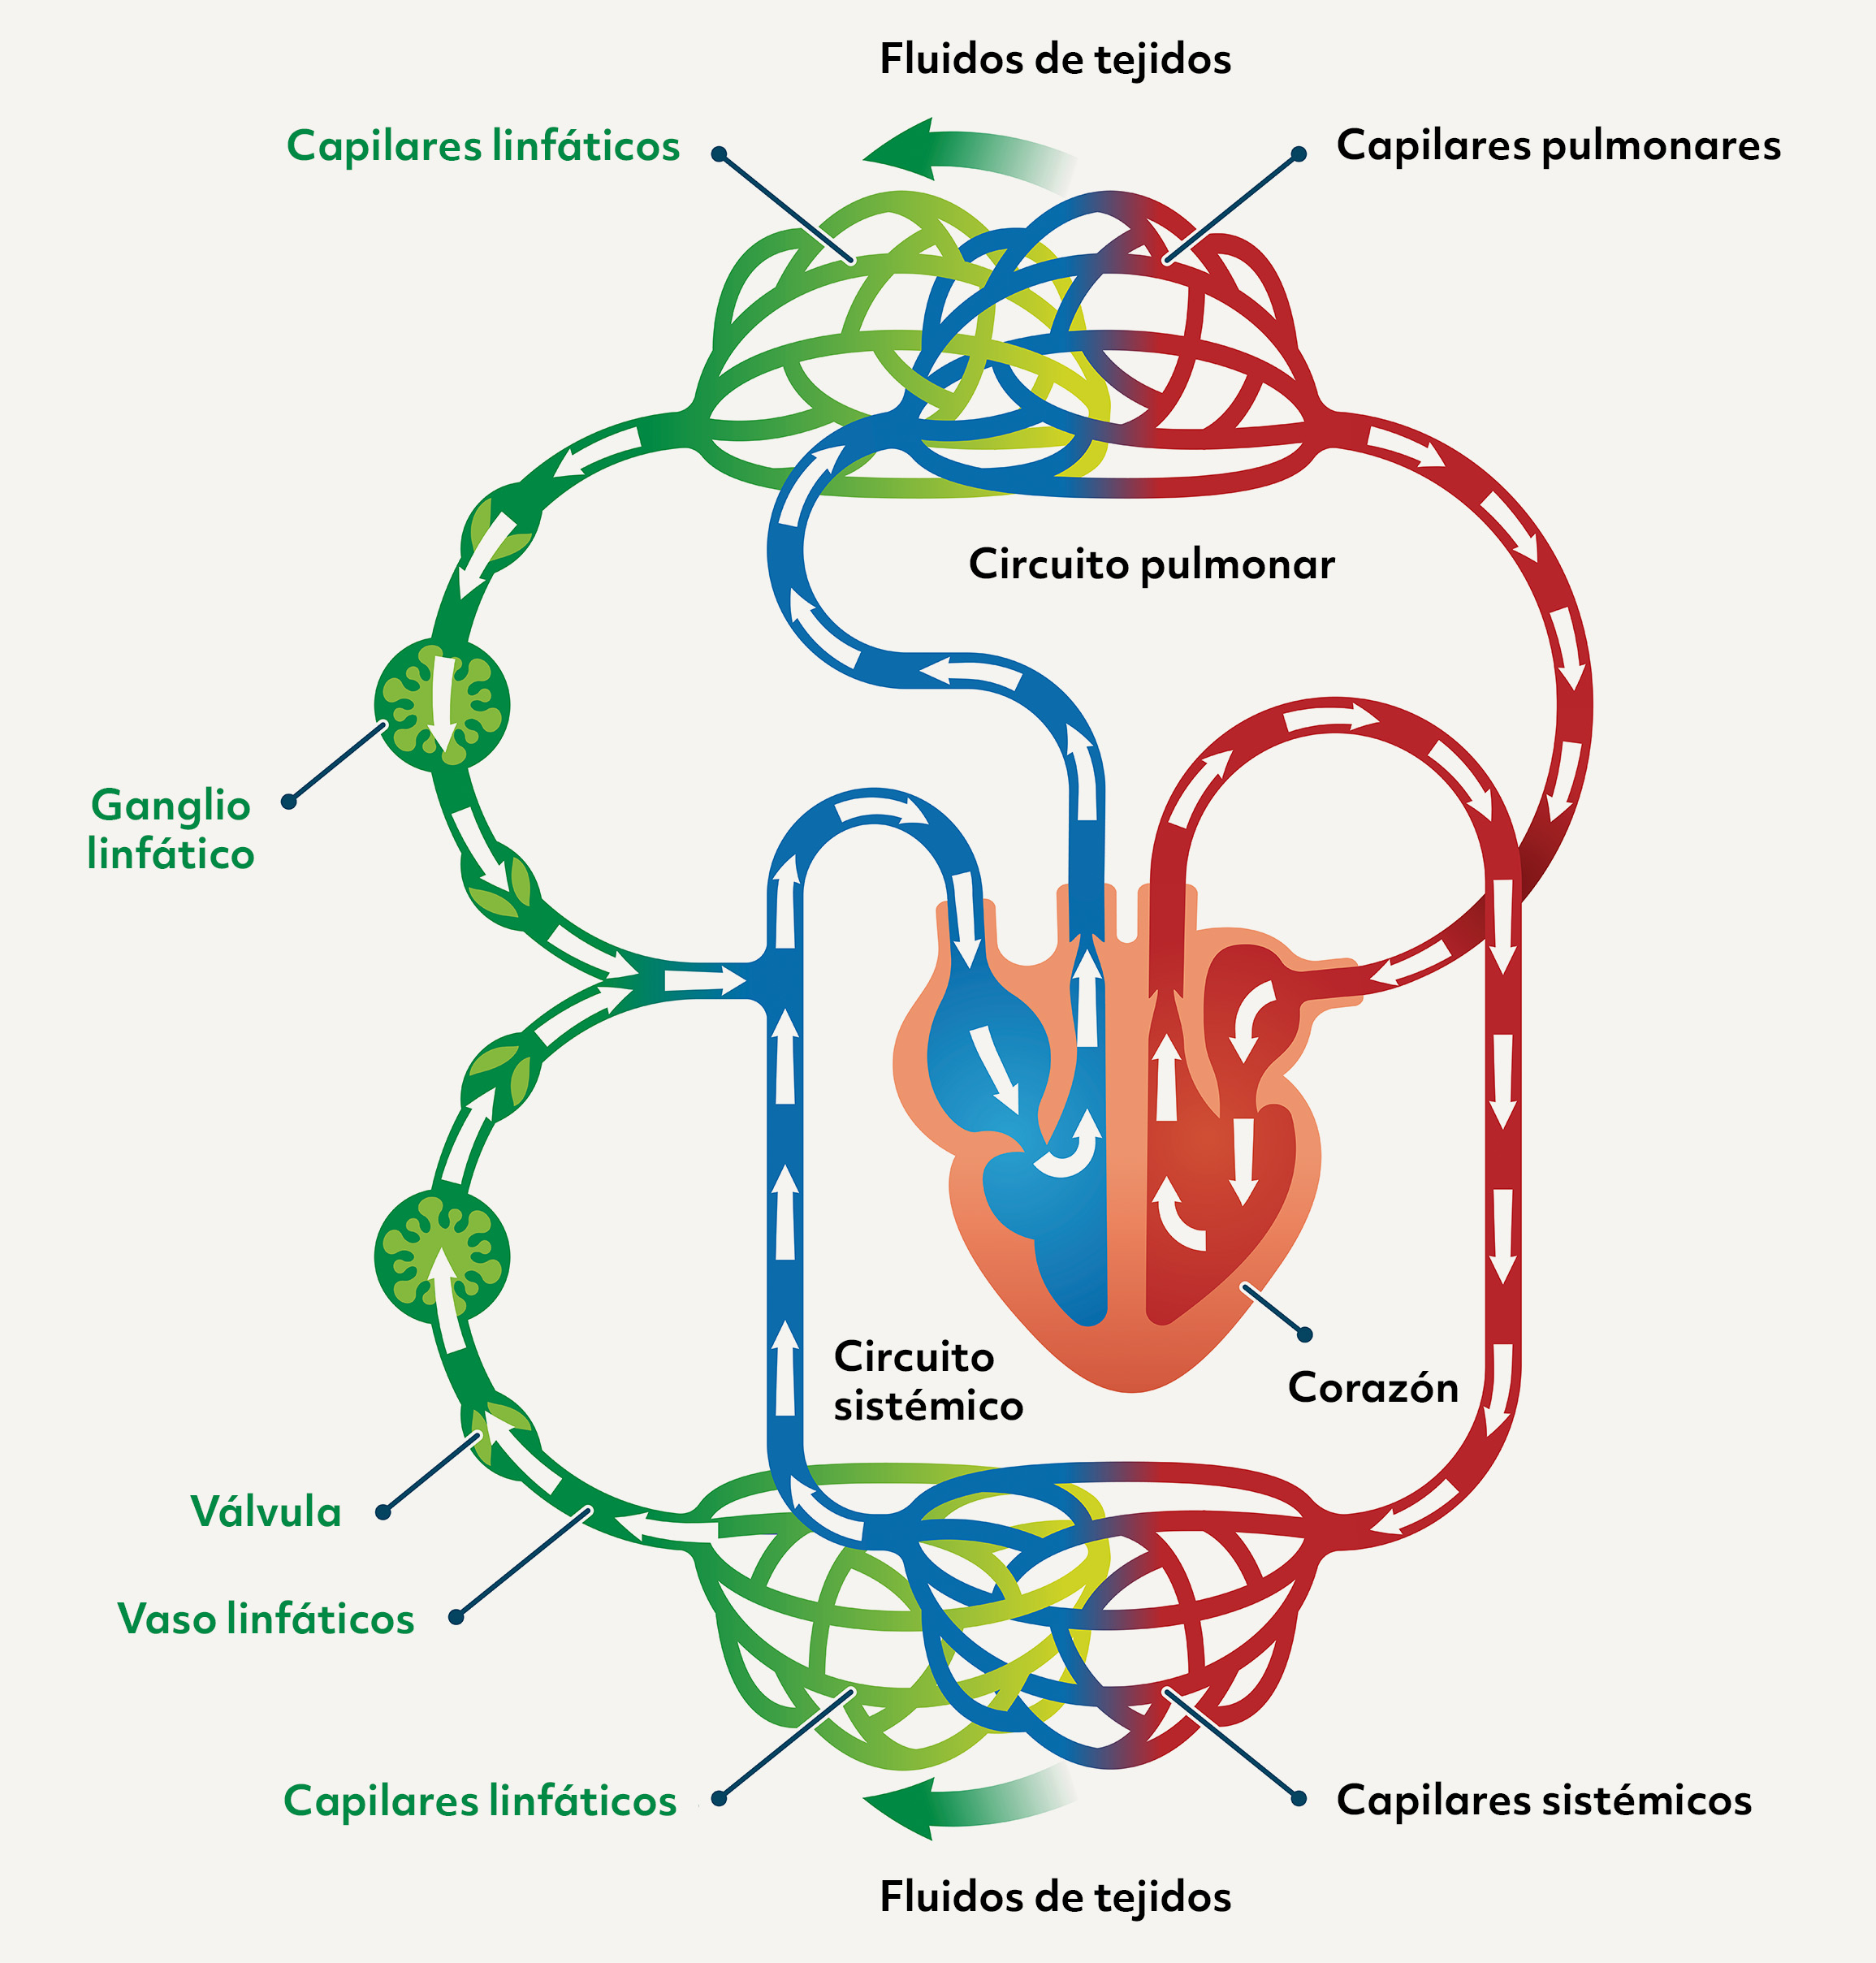 Fluidos de tejidos
Capilares linfáticos
Capilares pulmonares
Circuito pulmonar
Ganglio
linfático
Circuito
sistémico
Corazón
Válvula
Vaso linfáticos
Capilares linfáticos
Capilares sistémicos
Fluidos de tejidos